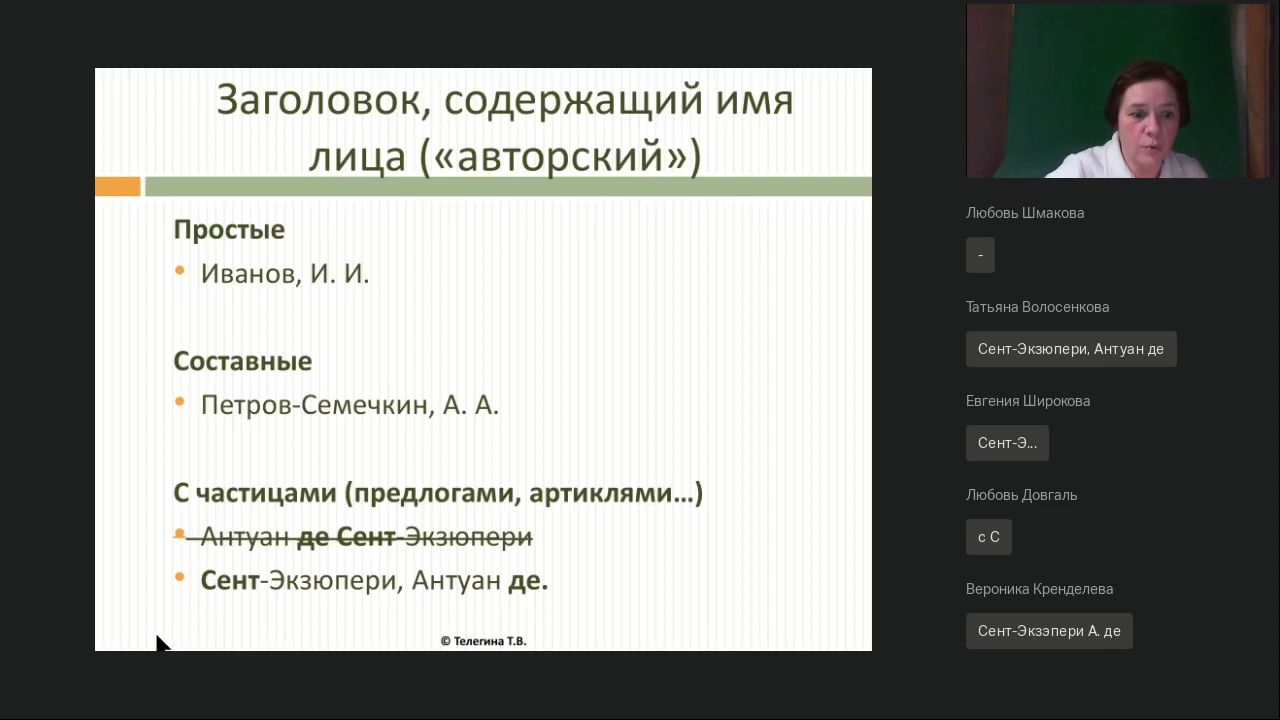 Заголовок, содержащий имя
лица («авторский»)
Простые
• Иванов, И. И.
Составные
• Петров-Семечкин, А. А.
С частицами (предлогами, артиклями...)
• Антуан де Сент-Экзюпери
• Сент-Экзюпери, Антуан де.
© Телегина Т.В.
Любовь Шмакова
-
Татьяна Волосенкова
Сент-Экзюпери, Антуан де
Евгения Широкова
Сент-Э...
Любовь Довгаль
с С
Вероника Кренделева
Сент-Экзэпери А. де